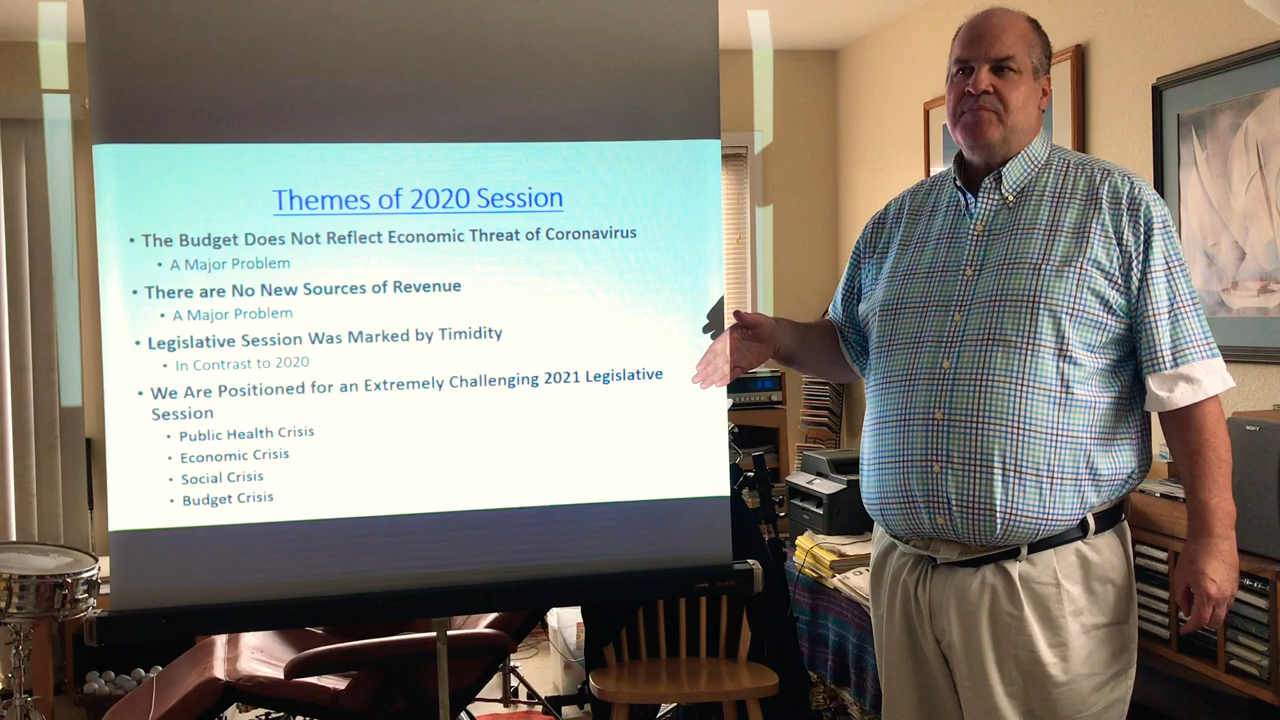 Themes of 2020 Session
• The Budget Does Not Reflect Economic Threat of Coronavirus
• A Major Problem
• There are No New Sources of Revenue
• A Major Problem
• Legislative Session Was Marked by Timidity
• In Contrast to 2020
• We Are Positioned for an Extremely Challenging 2021 Legislative
Session
• Public Health Crisis
• Economic Crisis
• Social Crisis
• Budget Crisis
SONY